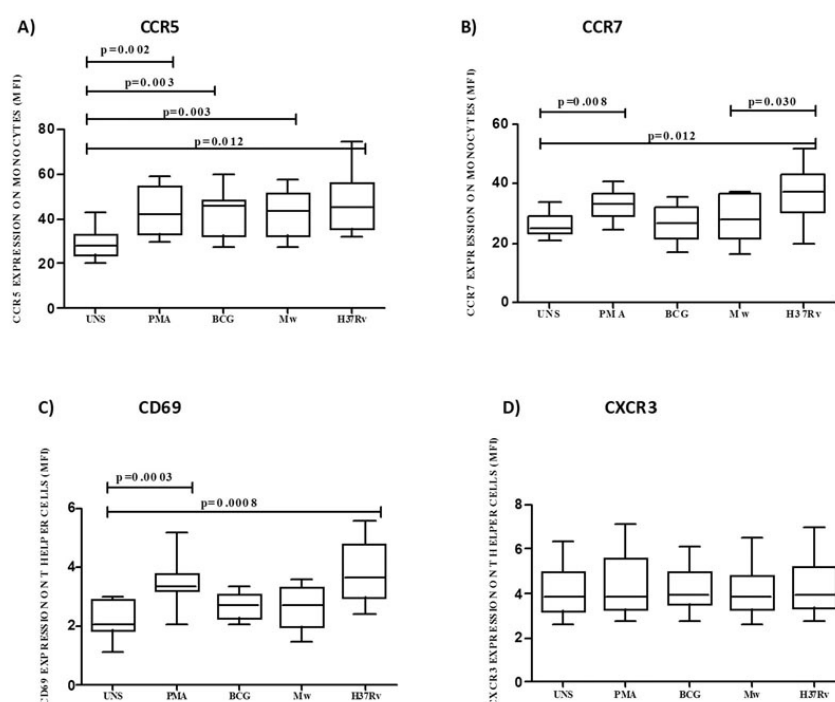 A) CCR5
p=0.002
p=0.003
p=0.003
p=0.012
CCR5 EXPRESSION ON MONOCYTES (MFI)
80
60
40
20
0
UNS PMA BCG Mw H37Rv
B) CCR7
p=0.008 p=0.030
p=0.012
CCR7 EXPRESSION ON MONOCYTES (MFI)
60
40
20
0
UNS PMA BCG Mw H37Rv
C) CD69
p=0.0003
p=0.0008
CD69 EXPRESSION ON T HELPER CELLS (MFI)
6
4
2
0
UNS PMA BCG Mw H37Rv
D) CXCR3
CXCR3 EXPRESSION ON T HELPER CELLS (MFI)
8
6
4
2
0
UNS PMA BCG Mw H37Rv